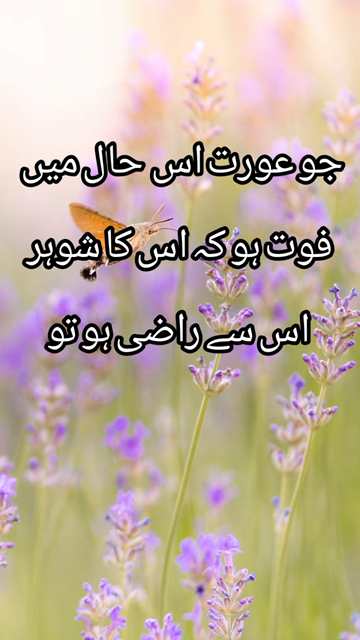 جو عورت اس حال میں
فوت ہو کہ اس کا شوہر
اس سے راضی ہو تو